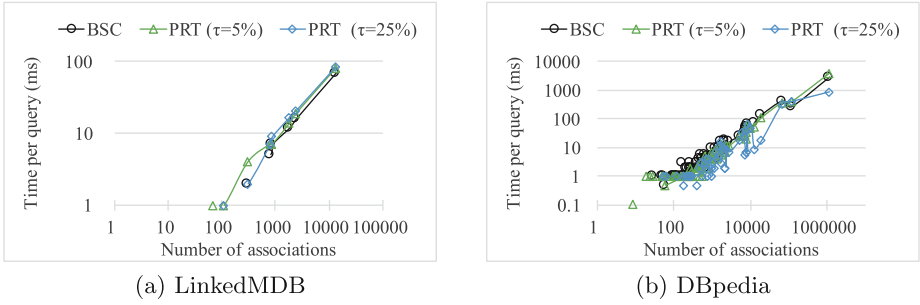 BSC PRT (τ=5%) PRT (τ=25%)
Time per query (ms)
100
10
1
1 10 100 1000 10000 100000
Number of associations
(a) LinkedMDB
BSC PRT (τ=5%) PRT (τ=25%)
Time per query (ms)
10000
1000
100
10
1
0.1
1 100 10000 1000000
Number of associations
(b) DBpedia